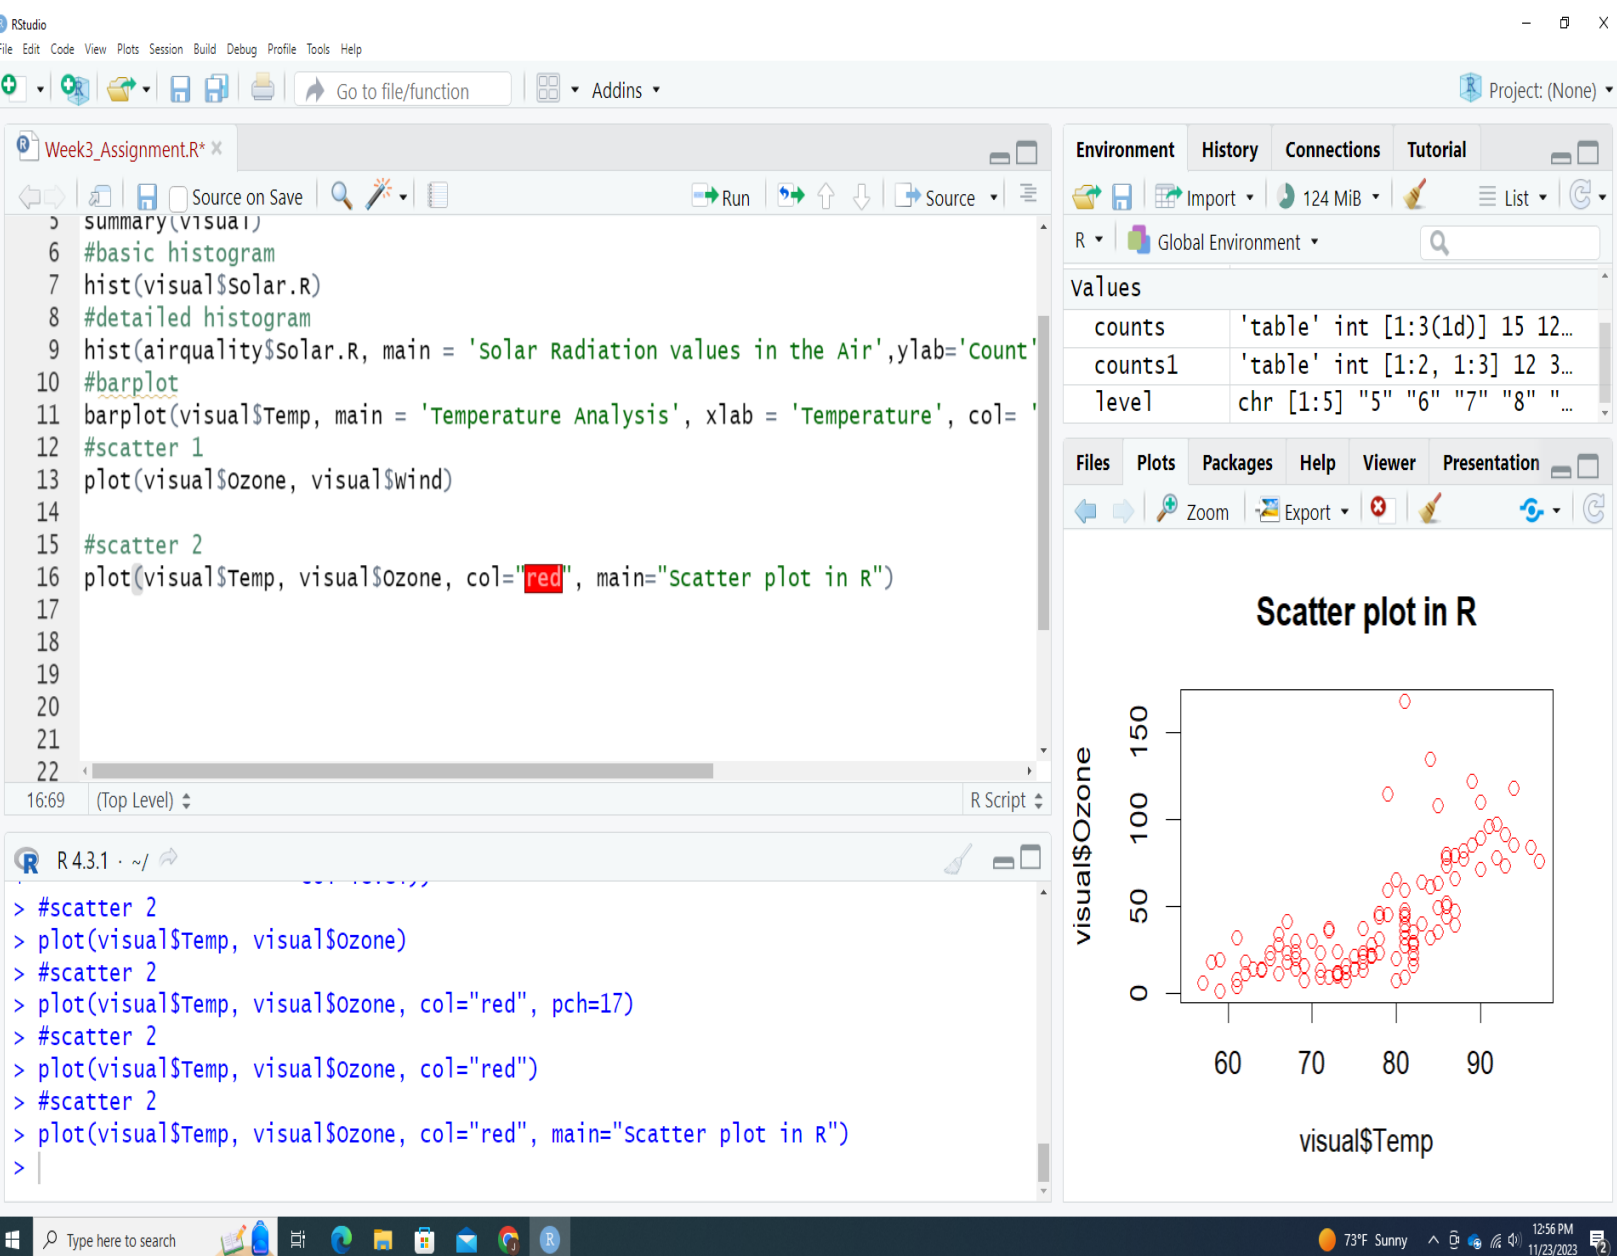 RStudio
File Edit Code View Plots Session Build Debug Profile Tools Help
Go to file/function
Addins
Project: (None)
Week3_Assignment.R*
Source on Save
Run
Source
5 summary(visual)
6 #basic histogram
7 hist(visual$Solar.R)
8 #detailed histogram
9 hist(airquality$Solar.R, main = 'Solar Radiation values in the Air',ylab='Count'
10 #barplot
11 barplot(visual$Temp, main = 'Temperature Analysis', xlab = 'Temperature', col= '
12 #scatter 1
13 plot(visual$Ozone, visual$Wind)
14
15 #scatter 2
16 plot(visual$Temp, visual$Ozone, col="red", main="Scatter plot in R")
17
18
19
20
21
22
16:69 (Top Level) R Script
R 4.3.1 · ~/
> #scatter 2
> plot(visual$Temp, visual$Ozone)
> #scatter 2
> plot(visual$Temp, visual$Ozone, col="red", pch=17)
> #scatter 2
> plot(visual$Temp, visual$Ozone, col="red")
> #scatter 2
> plot(visual$Temp, visual$Ozone, col="red", main="Scatter plot in R")
>
Environment History Connections Tutorial
Import 124 MiB List
R Global Environment
Values
counts 'table' int [1:3(1d)] 15 12…
counts1 'table' int [1:2, 1:3] 12 3…
level chr [1:5] "5" "6" "7" "8" "…
Files Plots Packages Help Viewer Presentation
Zoom Export
Scatter plot in R
visual$Ozone
150
100
50
0
60 70 80 90
visual$Temp
Type here to search
73°F Sunny
12:56 PM
11/23/2023
2